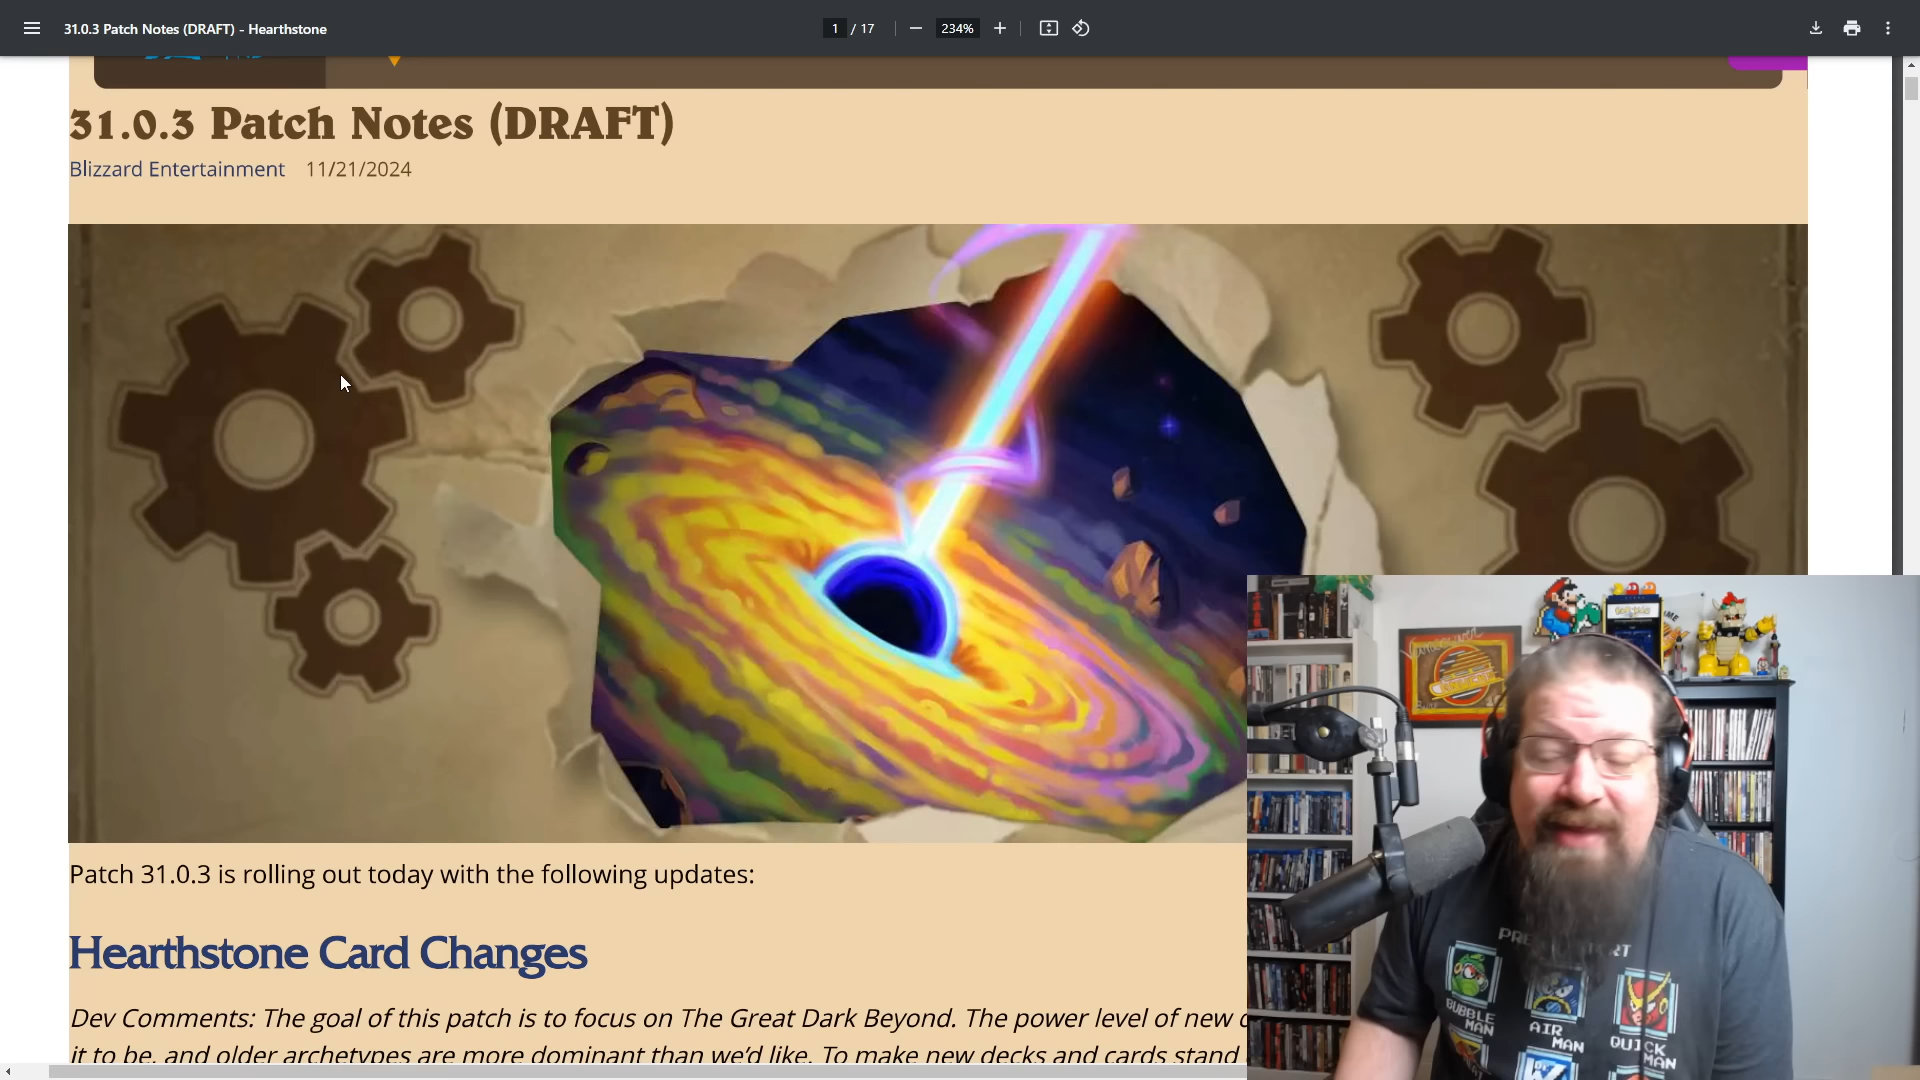 31.0.3 Patch Notes (DRAFT) - Hearthstone
1 / 17
234%
31.0.3 Patch Notes (DRAFT)
Blizzard Entertainment 11/21/2024
Patch 31.0.3 is rolling out today with the following updates:
Hearthstone Card Changes
Dev Comments: The goal of this patch is to focus on The Great Dark Beyond. The power level of new
it to be, and older archetypes are more dominant than we'd like. To make new decks and cards stand
BUBBLE
MAN
AIR
MAN
QUICK
MAN